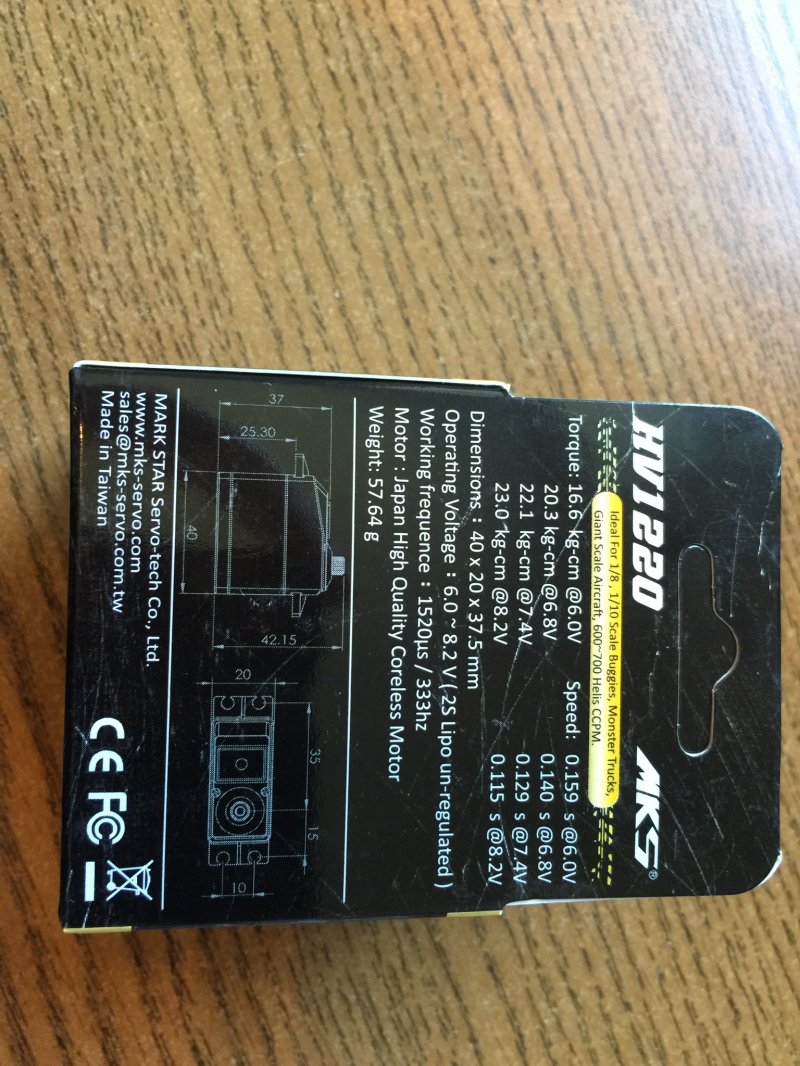 HV1220
MKS®
Ideal For 1/8 , 1/10 Scale Buggies, Monster Trucks,
Giant Scale Aircraft, 600~700 Helis CCPM.
Torque: 16.6 kg-cm @6.0V Speed: 0.159 s @6.0V
20.3 kg-cm @6.8V 0.140 s @6.8V
22.1 kg-cm @7.4V 0.129 s @7.4V
23.0 kg-cm @8.2V 0.115 s @8.2V
Dimensions : 40 x 20 x 37.5 mm
Operating Voltage : 6.0 ~ 8.2 V ( 2S Lipo un-regulated )
Working frequence : 1520μs / 333hz
Motor : Japan High Quality Coreless Motor
Weight: 57.64 g
37
25.30
40
42.15
20
35
15
10
MARK STAR Servo-tech Co., Ltd.
www.mks-servo.com
sales@mks-servo.com.tw
Made in Taiwan
CE FC